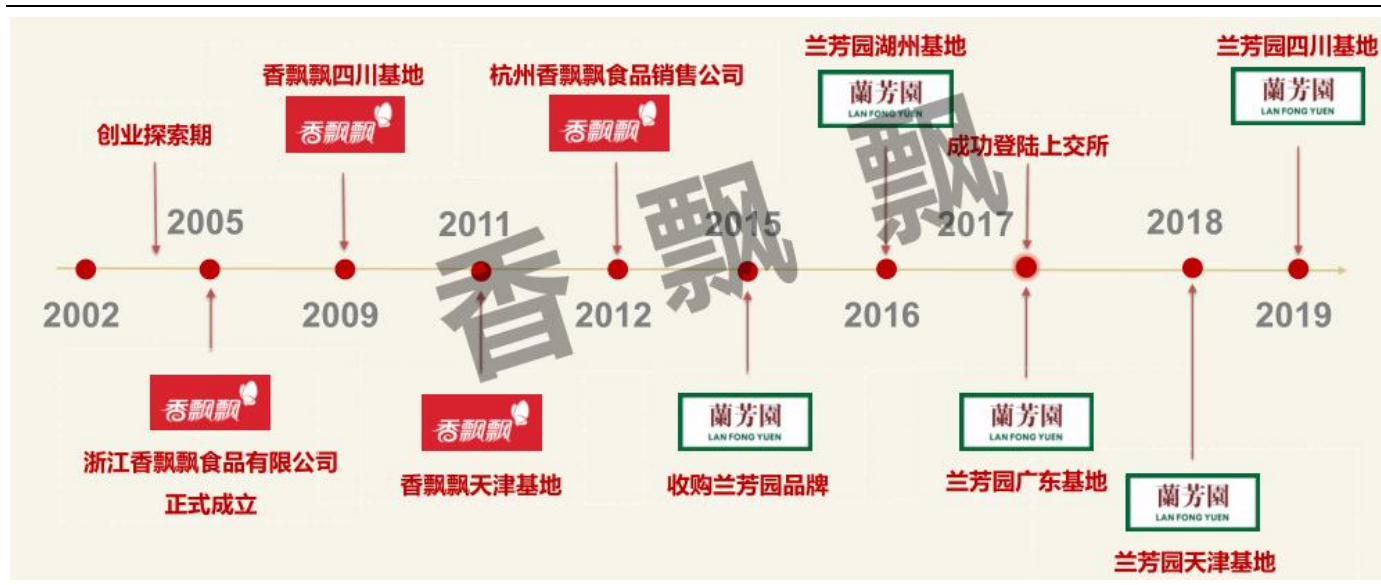 兰芳园湖州基地
兰芳园四川基地
香飘飘四川基地
杭州香飘飘食品销售公司
蘭芳園
LAN FONG YUEN
蘭芳園
LAN FONG YUEN
香飘飘
香飘飘
创业探索期
成功登陆上交所
2005
2011
2015
2017
2018
香飘飘
2002
2009
2012
2016
2019
香飘飘
香飘飘
蘭芳園
LAN FONG YUEN
蘭芳園
LAN FONG YUEN
浙江香飘飘食品有限公司
正式成立
香飘飘天津基地
收购兰芳园品牌
兰芳园广东基地
蘭芳園
LAN FONG YUEN
兰芳园天津基地